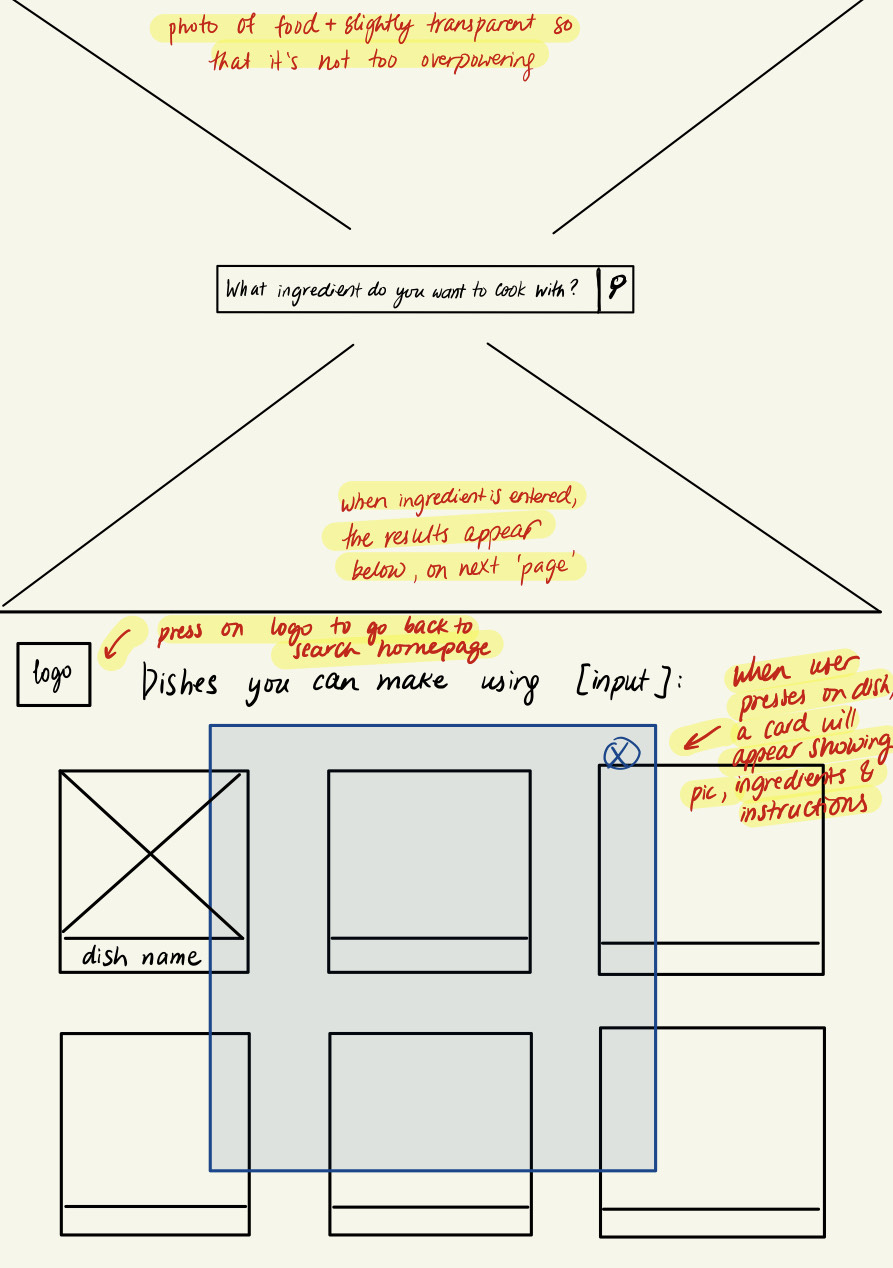 photo of food + slightly transparent so
that it's not too overpowering
What ingredient do you want to cook with?
when ingredient is entered,
the results appear
below, on next 'page'
press on logo to go back to
search homepage
logo
Dishes you can make using [input]:
when user
presses on dish,
a card will
appear showing
pic, ingredients &
instructions
X
dish name